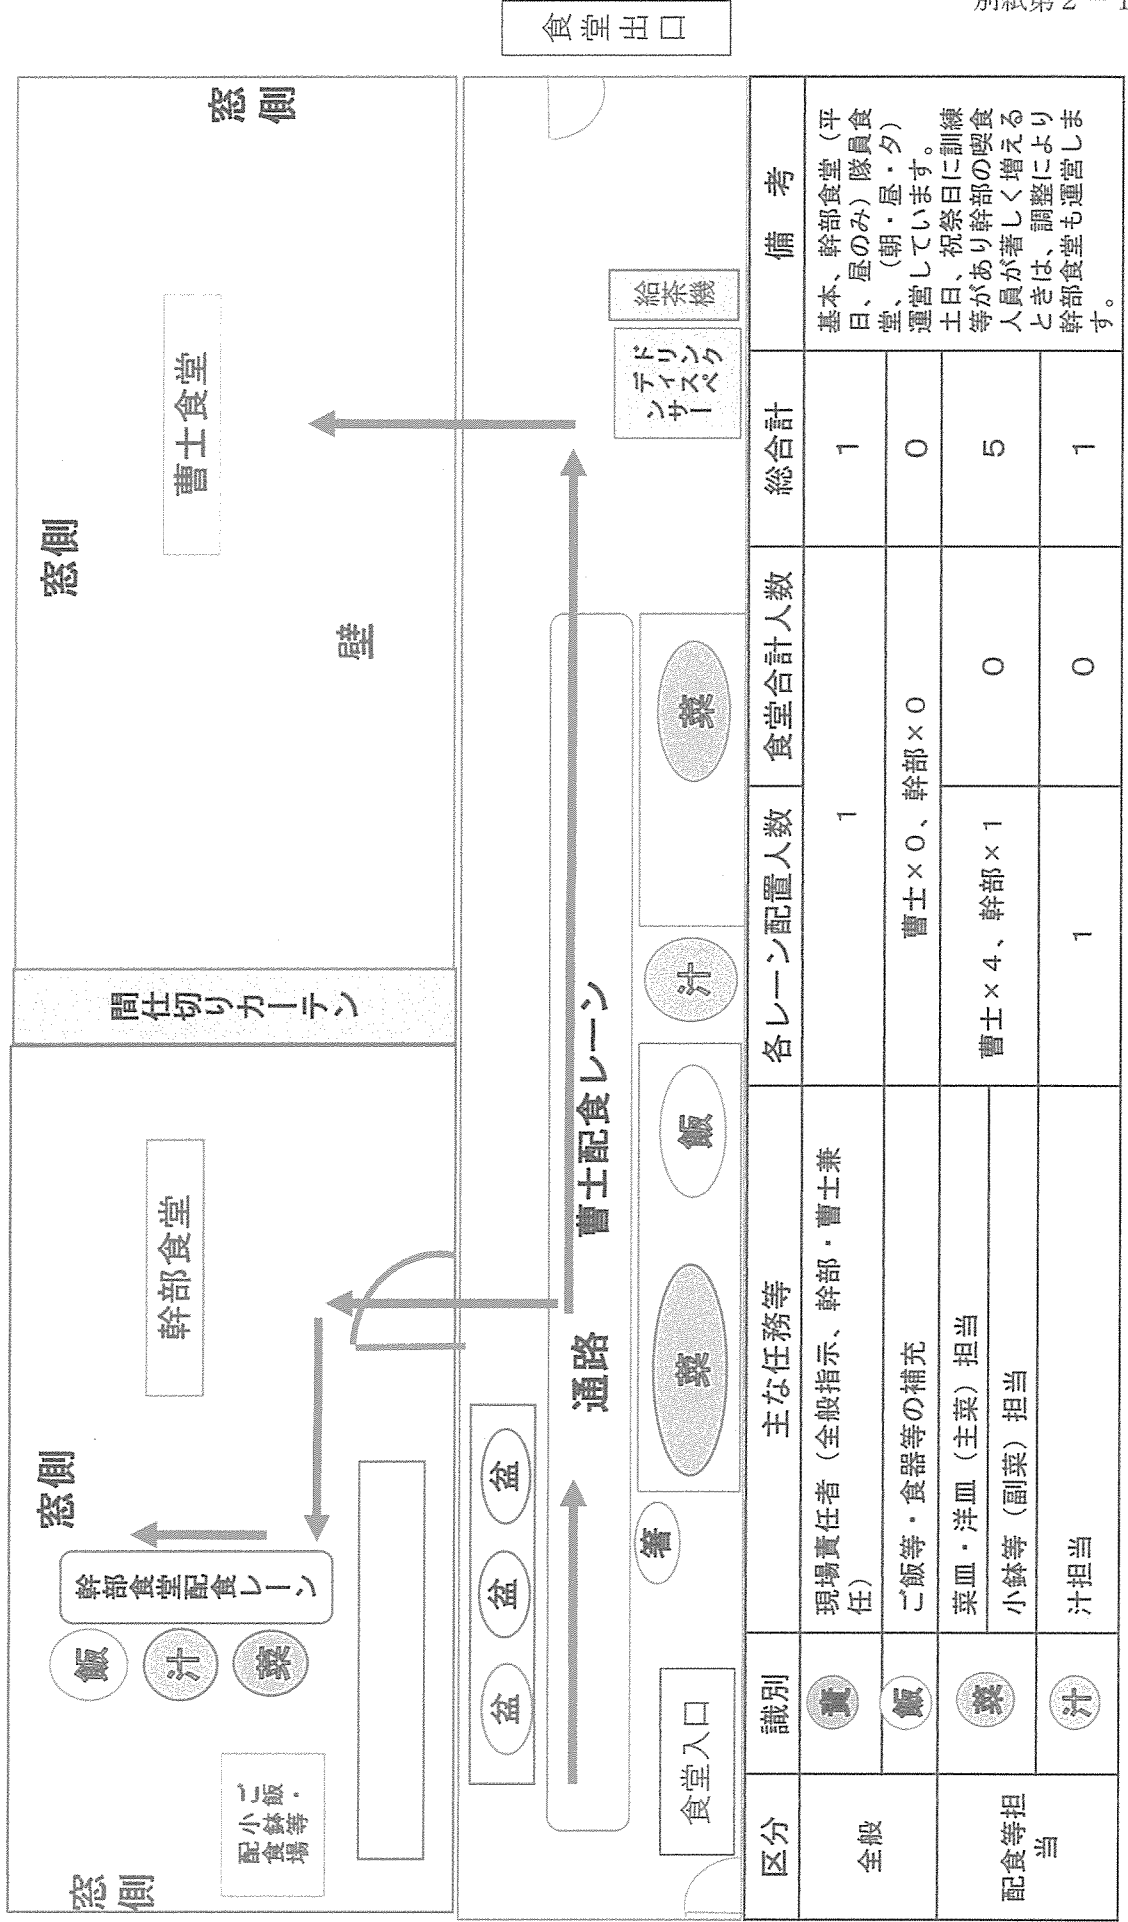 別紙第2－1
食堂出口
窓側
窓側
曹士食堂
壁
間仕切りカーテン
幹部食堂
窓側
窓側
幹部食堂配食レーン
飯
汁
菜
ご飯・
小鉢等
配食場
盆
盆
盆
通路
曹士配食レーン
箸
菜
飯
汁
菜
ドリンク
ディスペ
ンサー
給茶機
食堂入口
区分
識別
主な任務等
各レーン配置人数
食堂合計人数
総合計
備　考
全般
責
現場責任者（全般指示、幹部・曹士兼
任）
1
1
飯
ご飯等・食器等の補充
曹士×0、幹部×0
0
配食等担
当
菜
菜皿・洋皿（主菜）担当
小鉢等（副菜）担当
曹士×4、幹部×1
0
5
汁
汁担当
1
0
1
基本、幹部食堂（平
日、昼のみ）隊員食
堂、（朝・昼・夕）
運営しています。
土日、祝祭日に訓練
等があり幹部の喫食
人員が著しく増える
ときは、調整により
幹部食堂も運営しま
す。